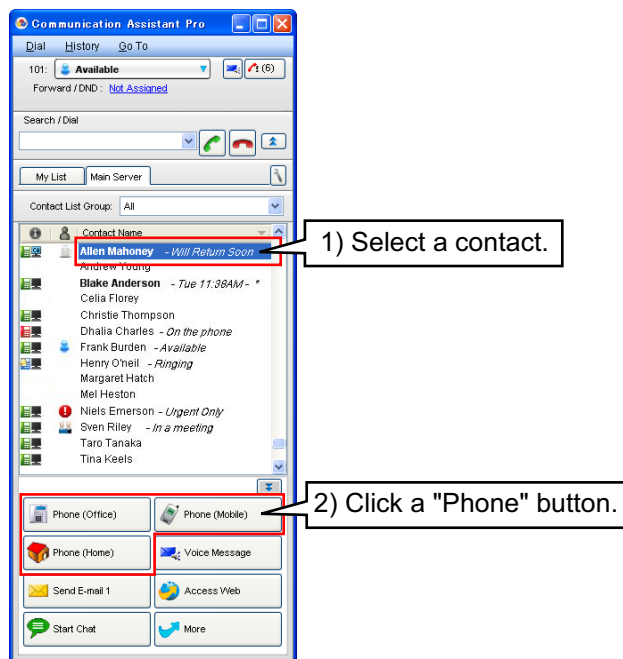 Communication Assistant Pro
Dial History Go To
101: Available (6)
Forward / DND : Not Assigned
Search / Dial
My List Main Server
Contact List Group: All
Contact Name
Allen Mahoney - Will Return Soon
1) Select a contact.
Andrew Young
Blake Anderson - Tue 11:38AM - *
Celia Florey
Christie Thompson
Dhalia Charles - On the phone
Frank Burden - Available
Henry O'neil - Ringing
Margaret Hatch
Mel Heston
Niels Emerson - Urgent Only
Sven Riley - In a meeting
Taro Tanaka
Tina Keels
2) Click a "Phone" button.
Phone (Office) Phone (Mobile)
Phone (Home) Voice Message
Send E-mail 1 Access Web
Start Chat More